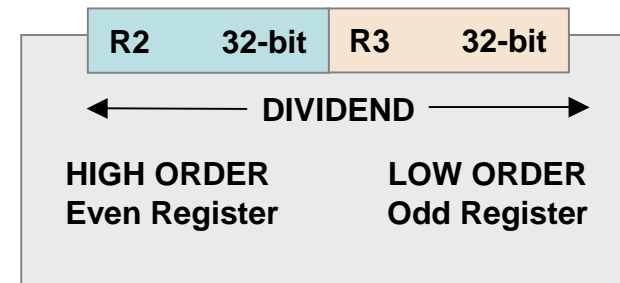 R2 32-bit R3 32-bit
DIVIDEND
HIGH ORDER LOW ORDER
Even Register Odd Register